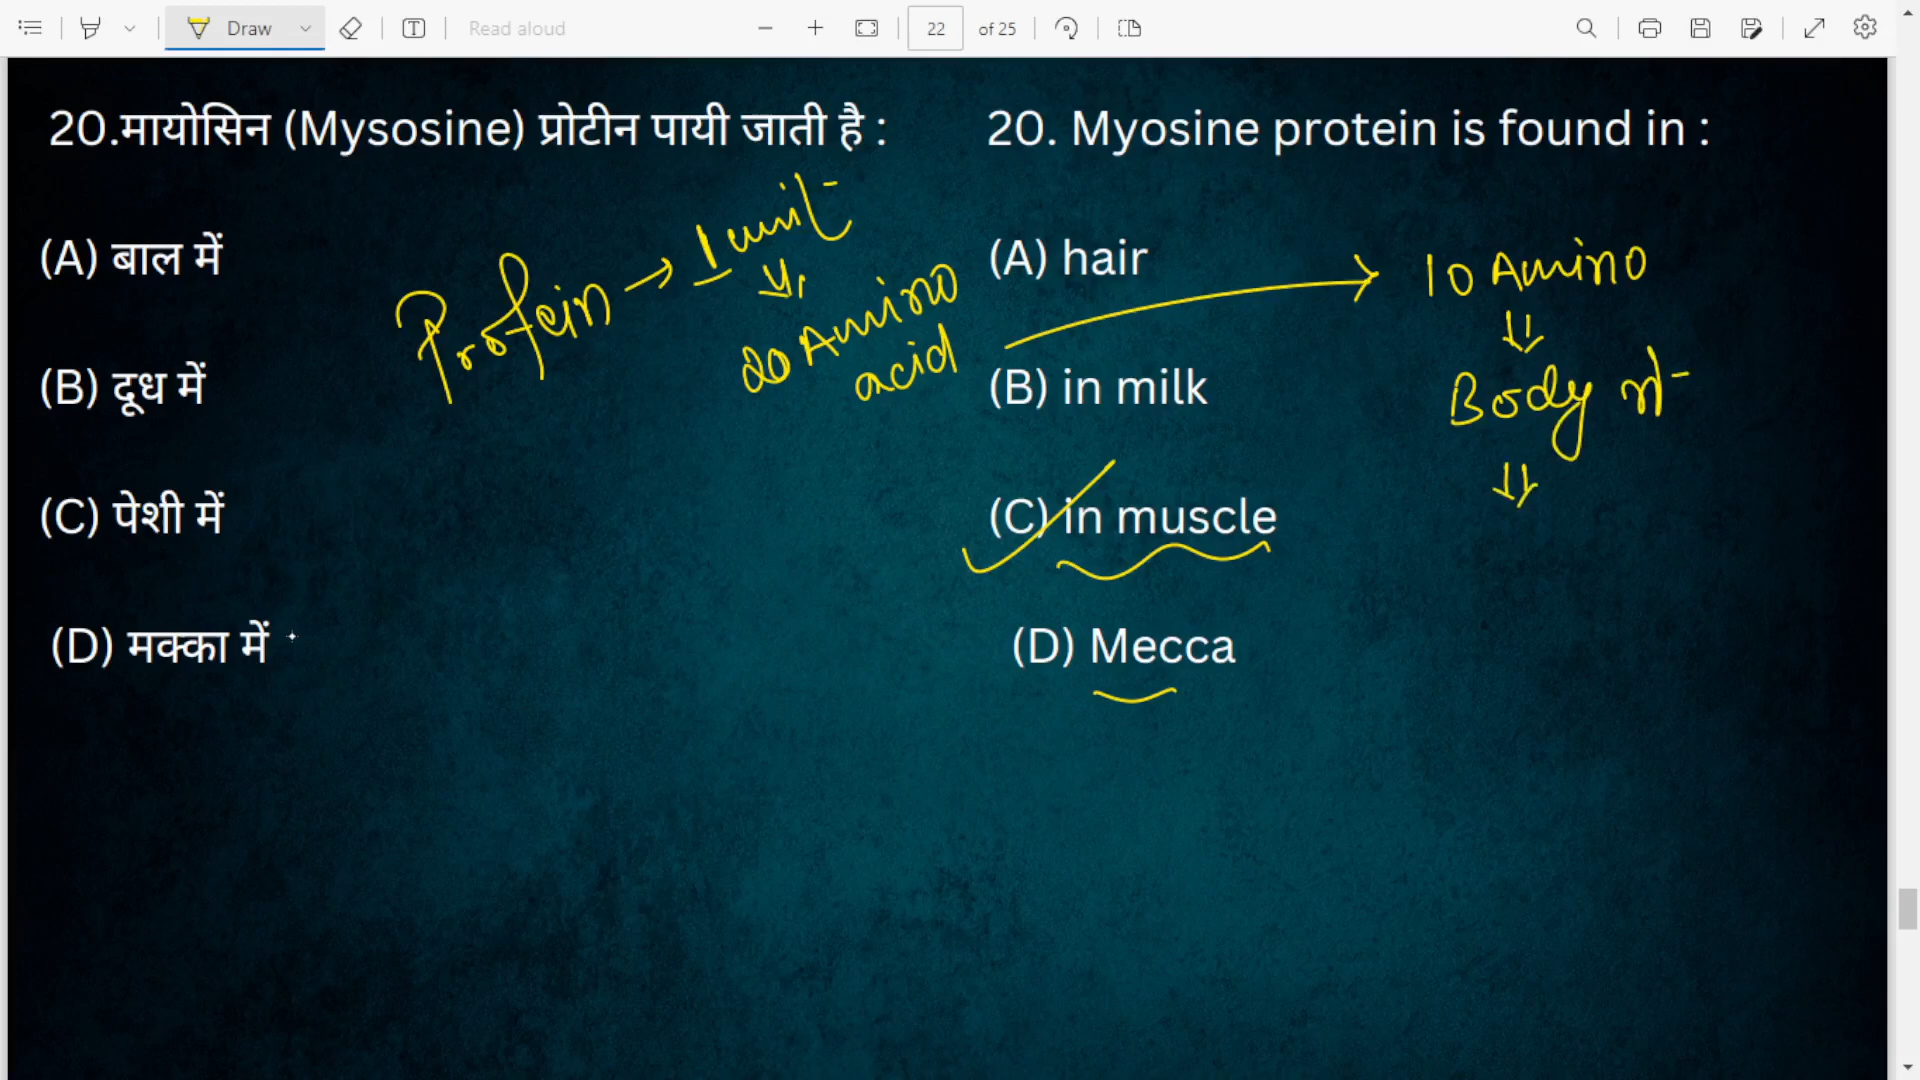 Draw
Read aloud
22
of 25
20.मायोसिन (Mysosine) प्रोटीन पायी जाती है :
(A) बाल में
(B) दूध में
(C) पेशी में
(D) मक्का में
20. Myosine protein is found in :
(A) hair
(B) in milk
(C) in muscle
(D) Mecca
Protein → 1 unit
20 Amino
acid
10 Amino
Body में